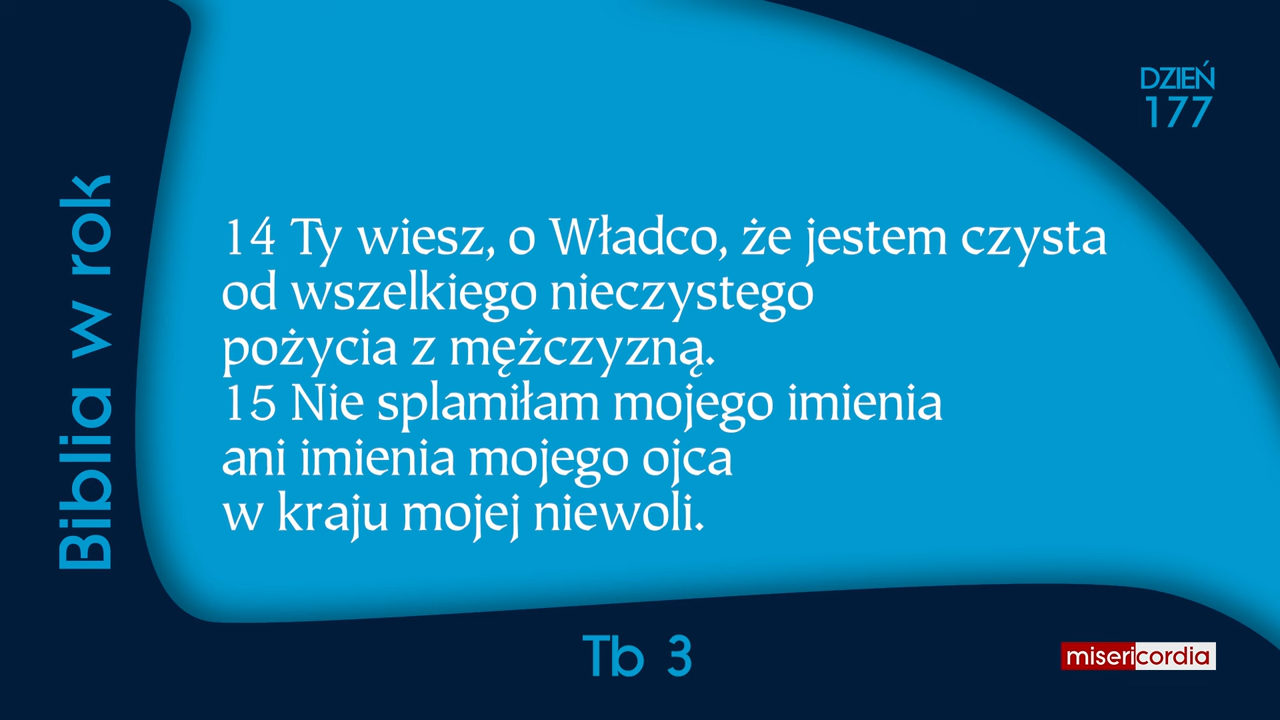 DZIEŃ
177
Biblia w rok
14 Ty wiesz, o Władco, że jestem czysta
od wszelkiego nieczystego
pożycia z mężczyzną.
15 Nie splamiłam mojego imienia
ani imienia mojego ojca
w kraju mojej niewoli.
Tb 3
misericordia